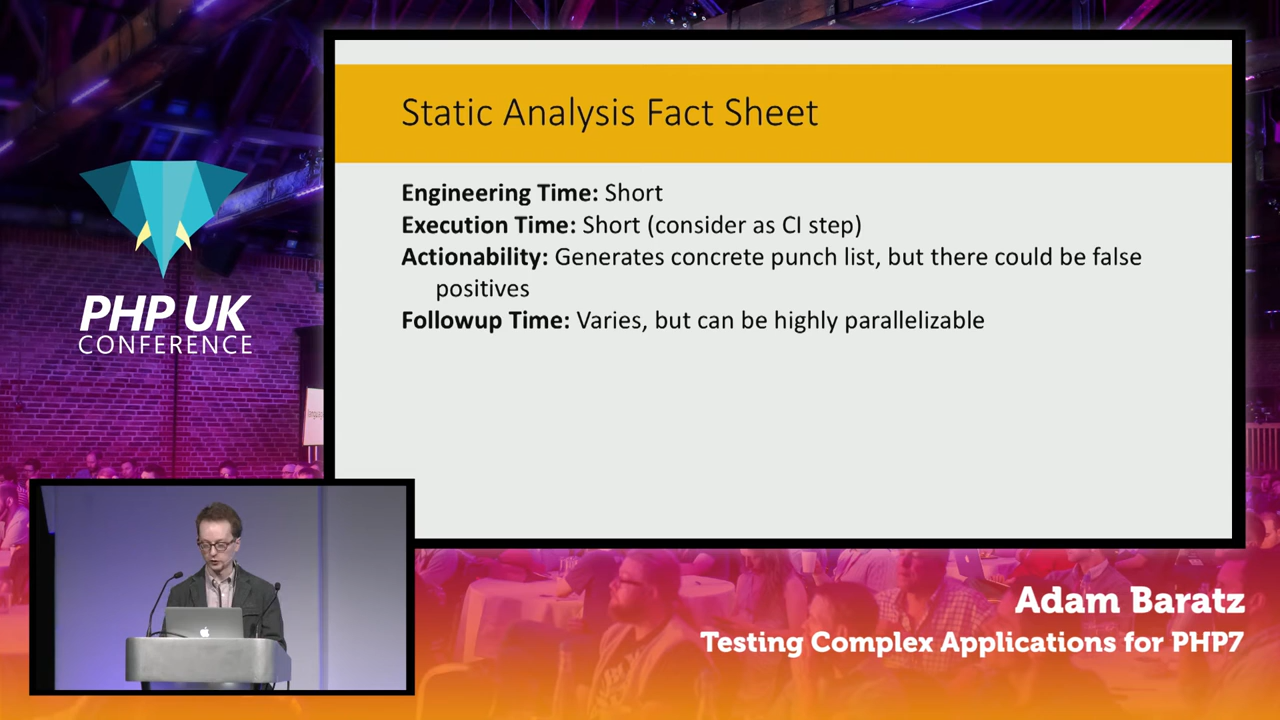 Static Analysis Fact Sheet
Engineering Time: Short
Execution Time: Short (consider as CI step)
Actionability: Generates concrete punch list, but there could be false
positives
Followup Time: Varies, but can be highly parallelizable
PHP UK
CONFERENCE
Adam Baratz
Testing Complex Applications for PHP7